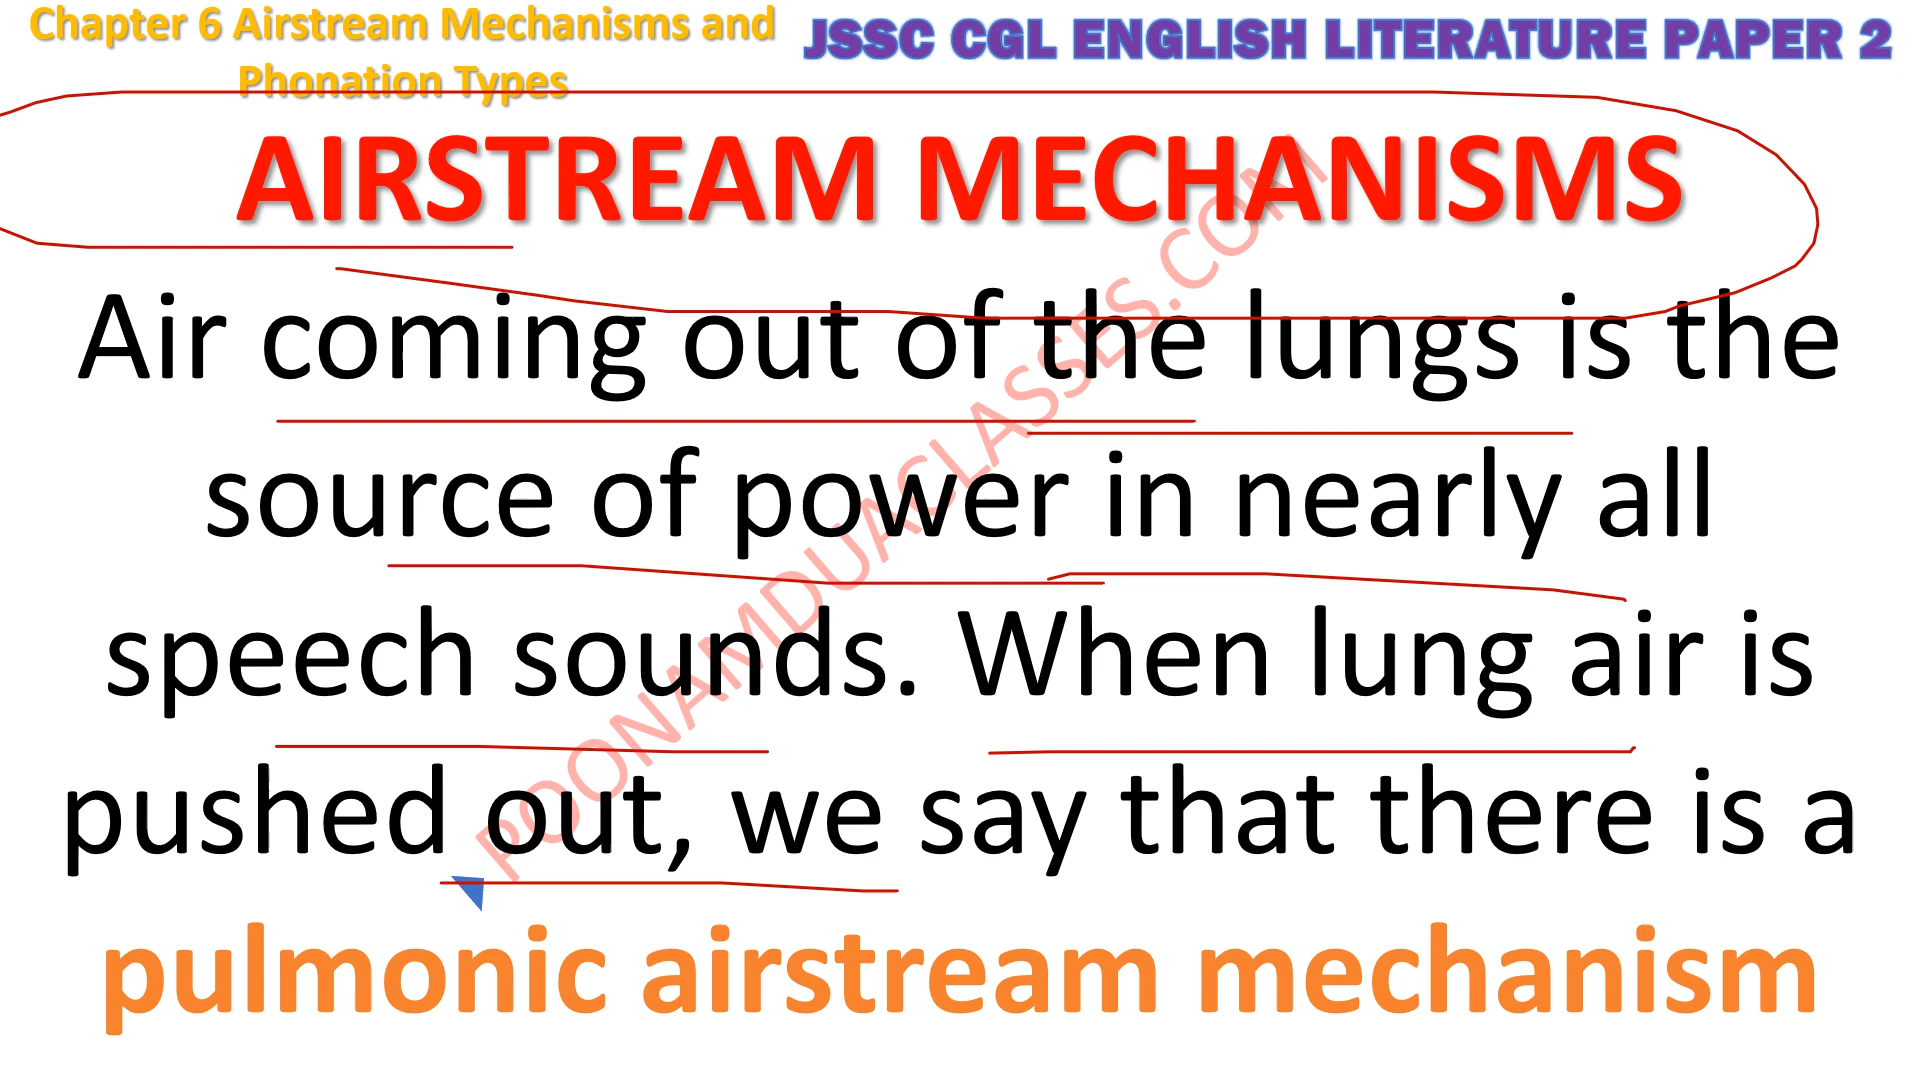 Chapter 6 Airstream Mechanisms and
Phonation Types
JSSC CGL ENGLISH LITERATURE PAPER 2
AIRSTREAM MECHANISMS
Air coming out of the lungs is the
source of power in nearly all
speech sounds. When lung air is
pushed out, we say that there is a
pulmonic airstream mechanism
POONAMDUACLASSES.COM